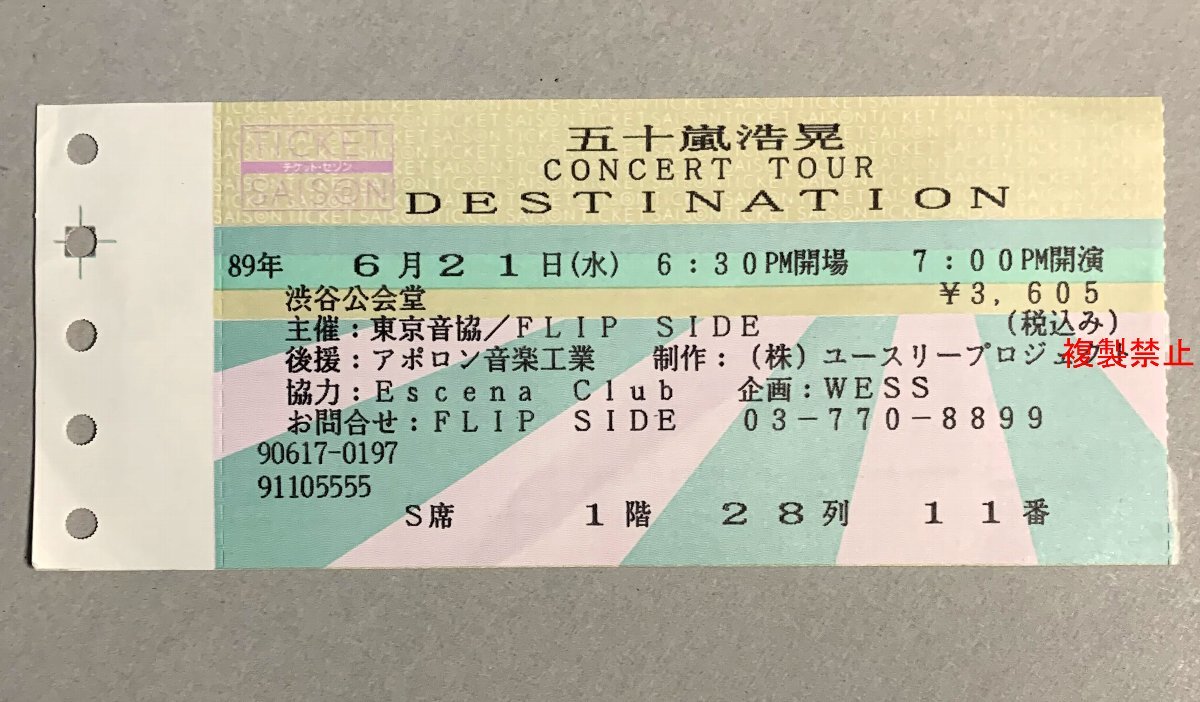 TICKET
チケット・セゾン
SAISON
五十嵐浩晃
CONCERT TOUR
DESTINATION
89年 6月21日(水) 6:30PM開場 7:00PM開演
渋谷公会堂 ¥3,605
主催:東京音協/FLIP SIDE (税込み)
後援:アポロン音楽工業 制作:(株)ユースリープロジェ
複製禁止
協力:Escena Club 企画:WESS
お問合せ:FLIP SIDE 03-770-8899
90617-0197
91105555
S席 1階 28列 11番